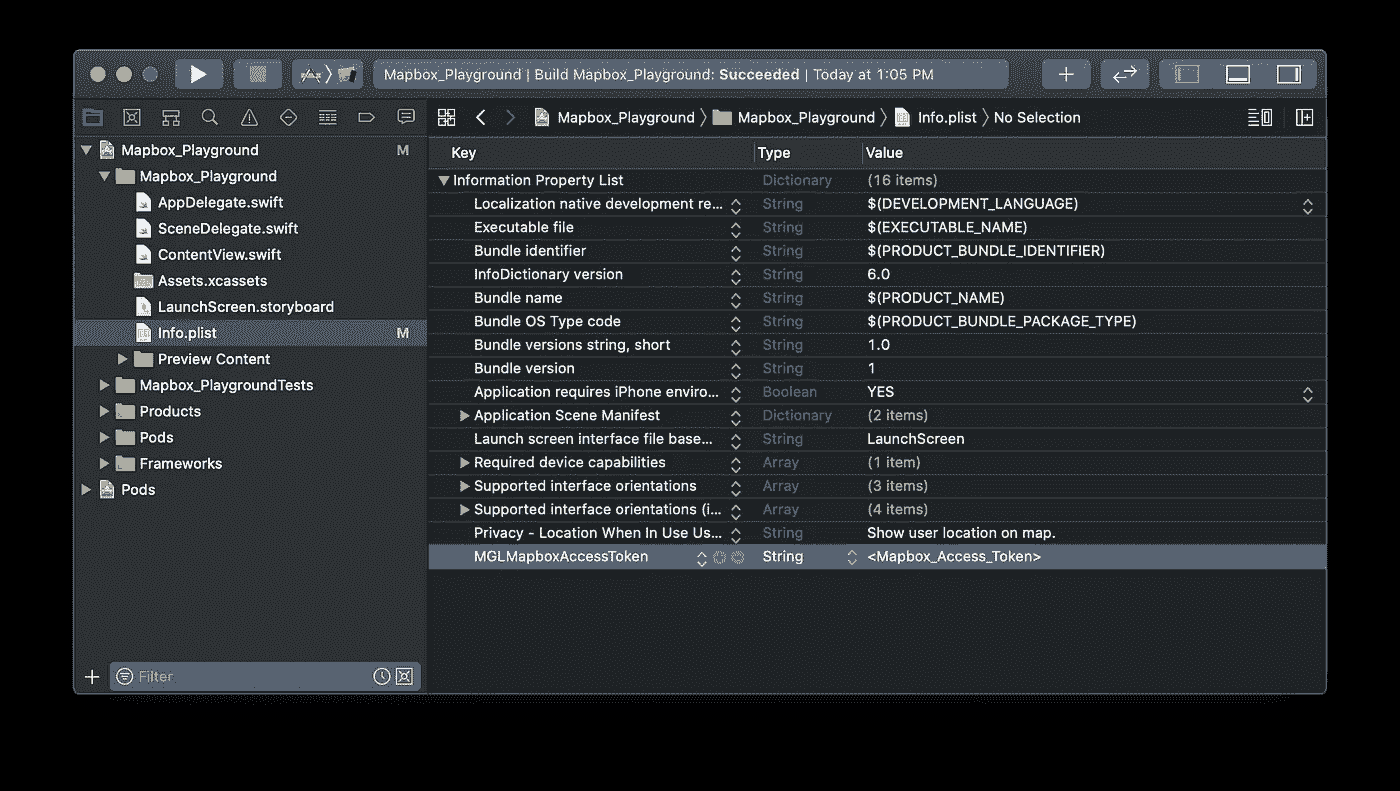 Mapbox_Playground | Build Mapbox_Playground: Succeeded | Today at 1:05 PM
Mapbox_Playground Mapbox_Playground Info.plist No Selection
Mapbox_Playground M
Mapbox_Playground
AppDelegate.swift
SceneDelegate.swift
ContentView.swift
Assets.xcassets
LaunchScreen.storyboard
Info.plist M
Preview Content
Mapbox_PlaygroundTests
Products
Pods
Frameworks
Pods
Filter
Key Type Value
Information Property List Dictionary (16 items)
Localization native development re... String $(DEVELOPMENT_LANGUAGE)
Executable file String $(EXECUTABLE_NAME)
Bundle identifier String $(PRODUCT_BUNDLE_IDENTIFIER)
InfoDictionary version String 6.0
Bundle name String $(PRODUCT_NAME)
Bundle OS Type code String $(PRODUCT_BUNDLE_PACKAGE_TYPE)
Bundle versions string, short String 1.0
Bundle version String 1
Application requires iPhone enviro... Boolean YES
Application Scene Manifest Dictionary (2 items)
Launch screen interface file base... String LaunchScreen
Required device capabilities Array (1 item)
Supported interface orientations Array (3 items)
Supported interface orientations (i... Array (4 items)
Privacy - Location When In Use Us... String Show user location on map.
MGLMapboxAccessToken String <Mapbox_Access_Token>